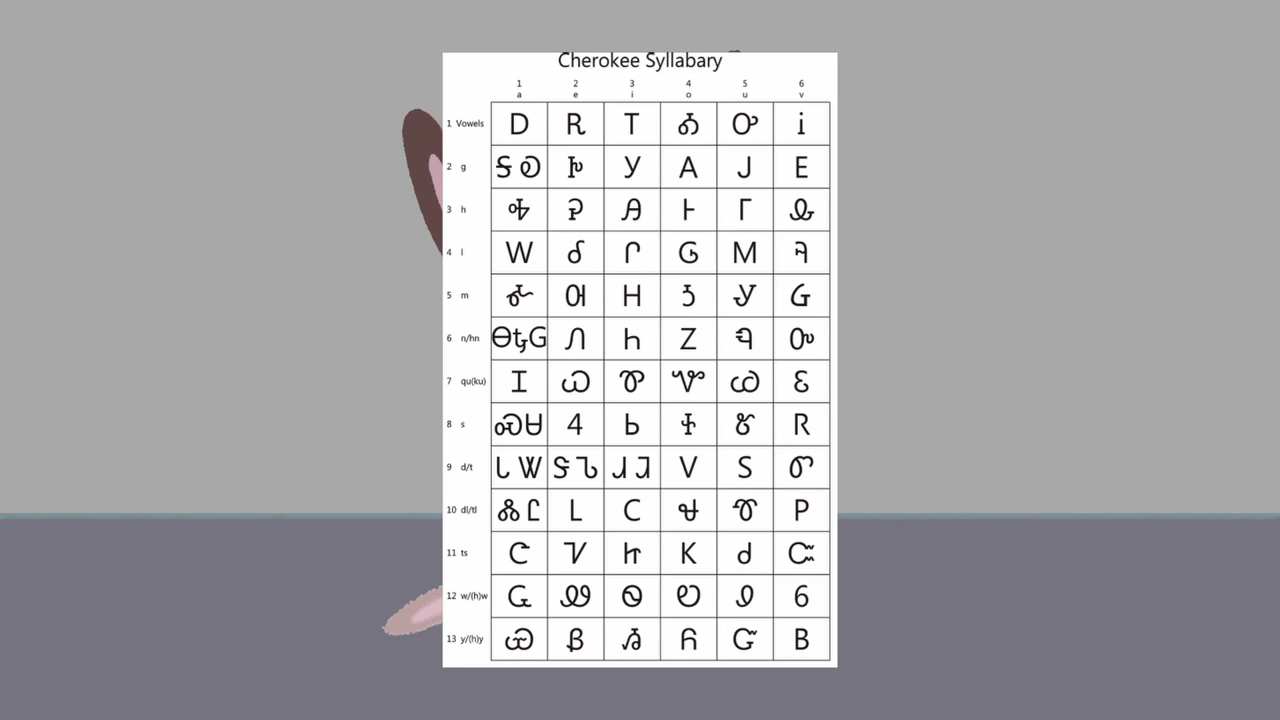 Cherokee Syllabary
1 2 3 4 5 6
a e i o u v
1 Vowels Ꭰ Ꭱ Ꭲ Ꭳ Ꭴ Ꭵ
2 g Ꭶ Ꭷ Ꭸ Ꭹ Ꭺ Ꭻ Ꭼ
3 h Ꭽ Ꭾ Ꭿ Ꮀ Ꮁ Ꮂ
4 l Ꮃ Ꮄ Ꮅ Ꮆ Ꮇ Ꮈ
5 m Ꮉ Ꮊ Ꮋ Ꮌ Ꮍ Ᏽ
6 n/hn Ꮎ Ꮏ Ꮐ Ꮑ Ꮒ Ꮓ Ꮔ Ꮕ
7 qu(ku) Ꮖ Ꮗ Ꮘ Ꮙ Ꮚ Ꮛ
8 s Ꮝ Ꮜ Ꮞ Ꮟ Ꮠ Ꮡ Ꮢ
9 d/t Ꮣ Ꮤ Ꮥ Ꮦ Ꮧ Ꮨ Ꮩ Ꮪ Ꮫ
10 dl/tl Ꮬ Ꮭ Ꮮ Ꮯ Ꮰ Ꮱ Ꮲ
11 ts Ꮳ Ꮴ Ꮵ Ꮶ Ꮷ Ꮸ
12 w/(h)w Ꮹ Ꮺ Ꮻ Ꮼ Ꮽ Ꮾ
13 y/(h)y Ꮿ Ᏸ Ᏹ Ᏺ Ᏻ Ᏼ